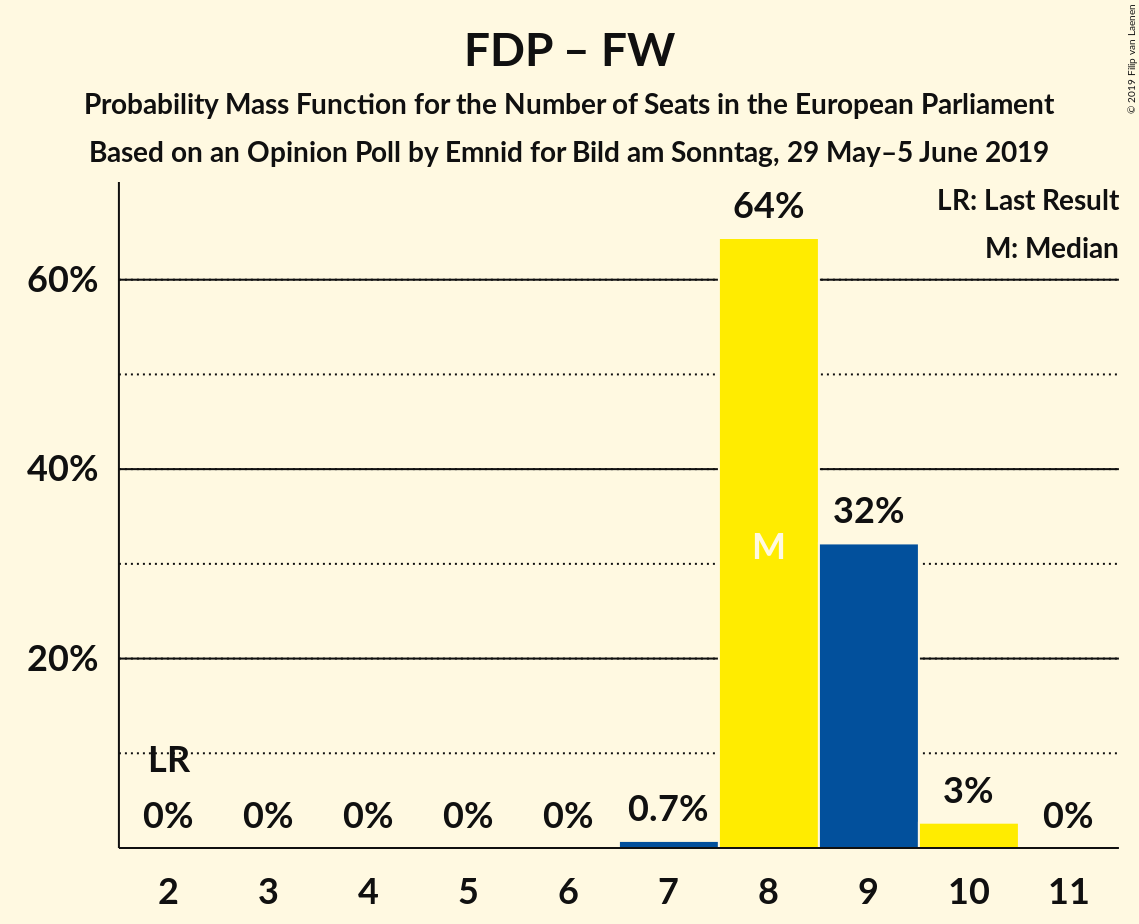 FDP – FW
Probability Mass Function for the Number of Seats in the European Parliament
Based on an Opinion Poll by Emnid for Bild am Sonntag, 29 May–5 June 2019
© 2019 Filip van Laenen
LR: Last Result
M: Median
60%
40%
20%
64%
M
32%
LR
0%
0%
0%
0%
0%
0.7%
3%
0%
2 3 4 5 6 7 8 9 10 11